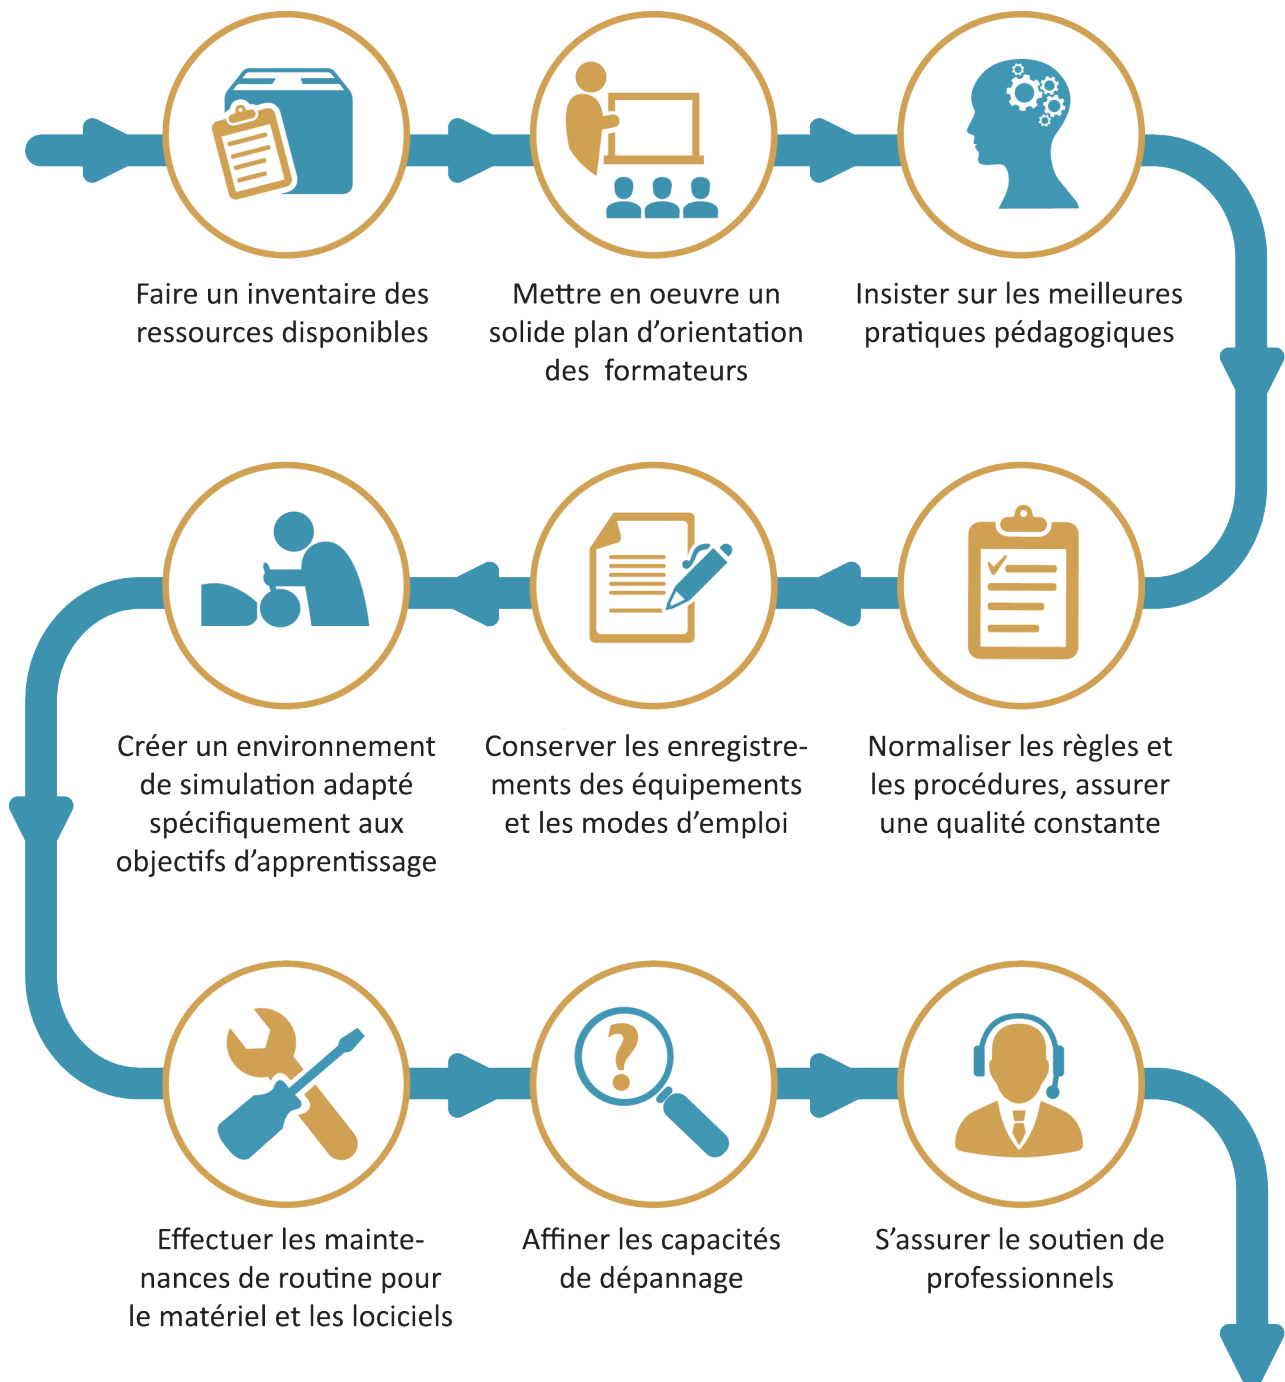 Faire un inventaire des
ressources disponibles
Mettre en oeuvre un
solide plan d’orientation
des  formateurs
Insister sur les meilleures
pratiques pédagogiques
Créer un environnement
de simulation adapté
spécifiquement aux
objectifs d’apprentissage
Conserver les enregistre-
ments des équipements
et les modes d’emploi
Normaliser les règles et
les procédures, assurer
une qualité constante
Effectuer les mainte-
nances de routine pour
le matériel et les lociciels
Affiner les capacités
de dépannage
S’assurer le soutien de
professionnels